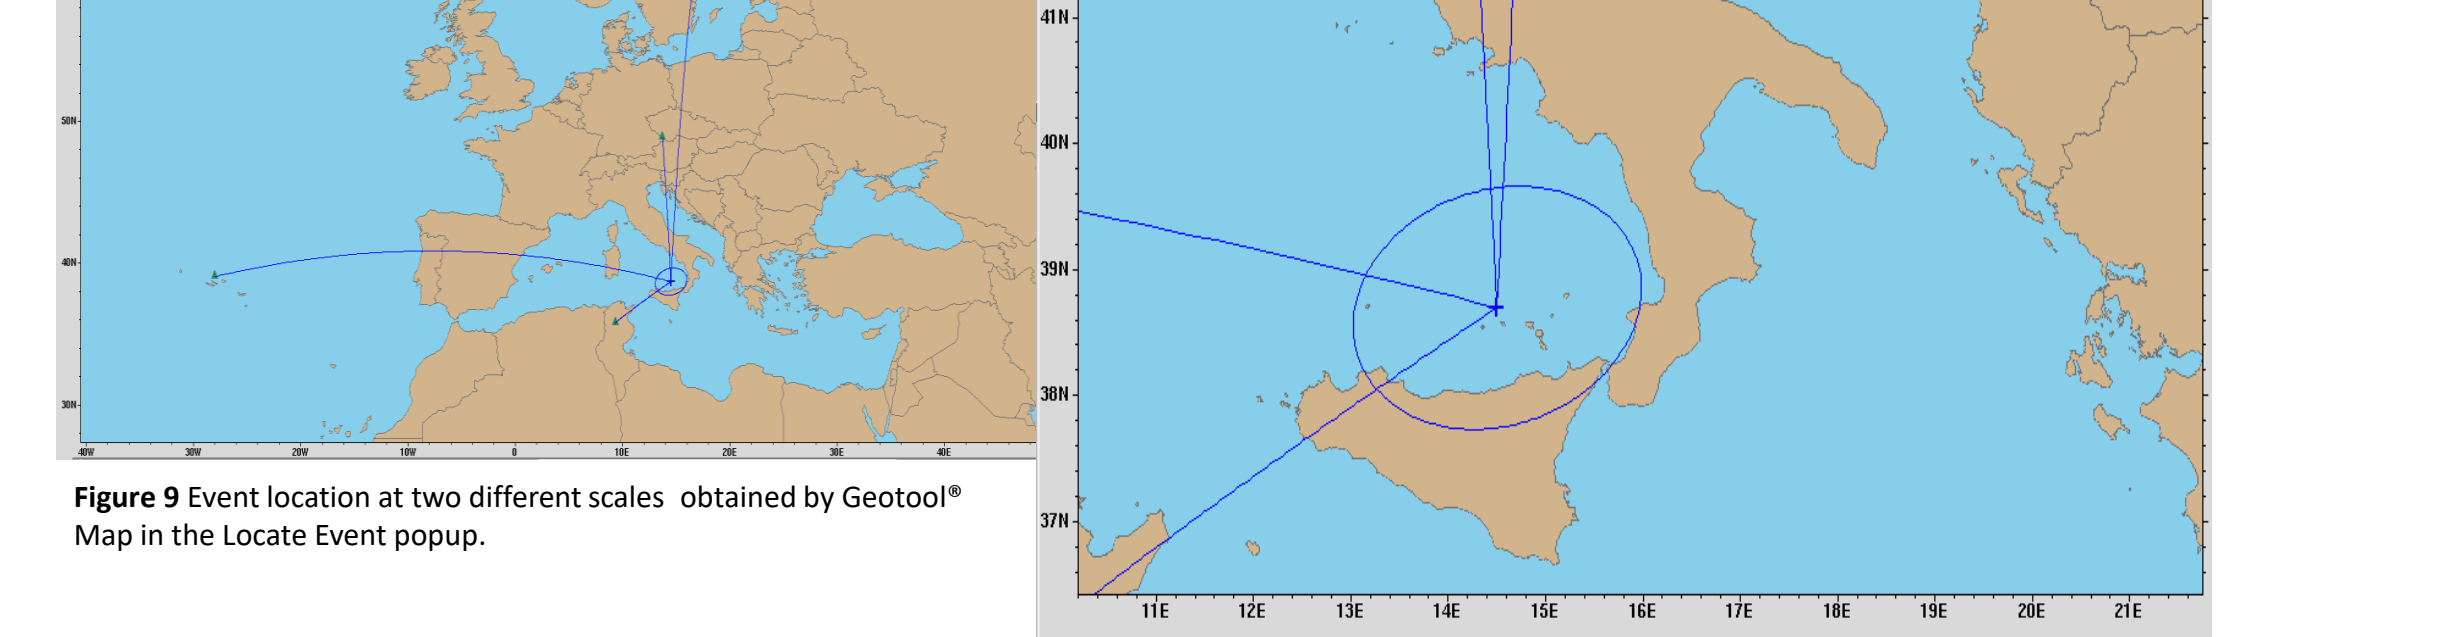 50N
40N
30N
40W
30W
20W
10W
0
10E
20E
30E
40E
Figure 9 Event location at two different scales obtained by Geotool®
Map in the Locate Event popup.
41N
40N
39N
38N
37N
11E
12E
13E
14E
15E
16E
17E
18E
19E
20E
21E